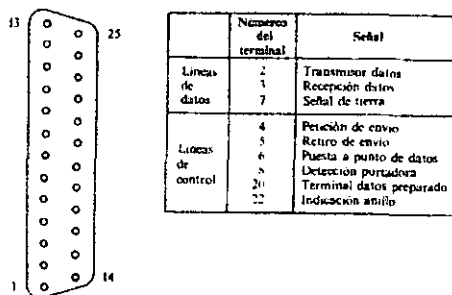 13
25
1
14
Números del terminal
Señal
Líneas de datos
2 Transmisor datos
3 Recepción datos
7 Señal de tierra
Líneas de control
4 Petición de envío
5 Retiro de envío
6 Puesta a punto de datos
8 Detección portadora
20 Terminal datos preparado
22 Indicación anillo